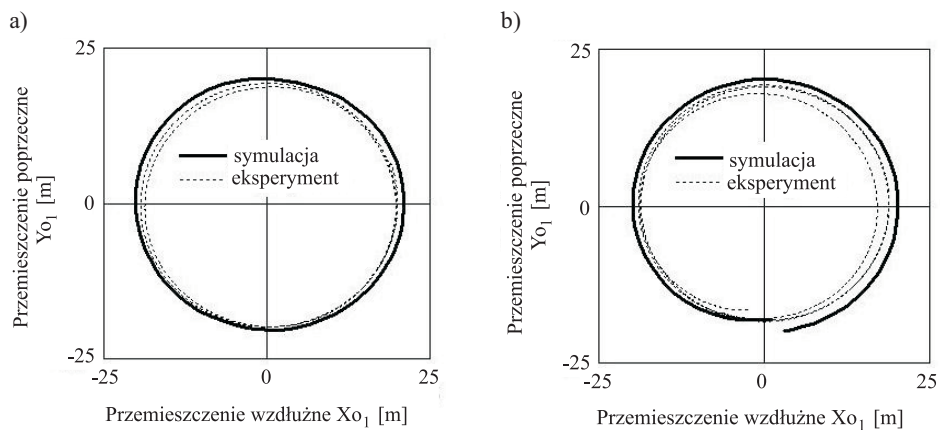 a)
25
0
-25
-25
0
25
Przemieszczenie poprzeczne
Yo₁ [m]
symulacja
eksperyment
Przemieszczenie wzdłużne Xo₁ [m]
b)
25
0
-25
-25
0
25
Przemieszczenie poprzeczne
Yo₁ [m]
symulacja
eksperyment
Przemieszczenie wzdłużne Xo₁ [m]